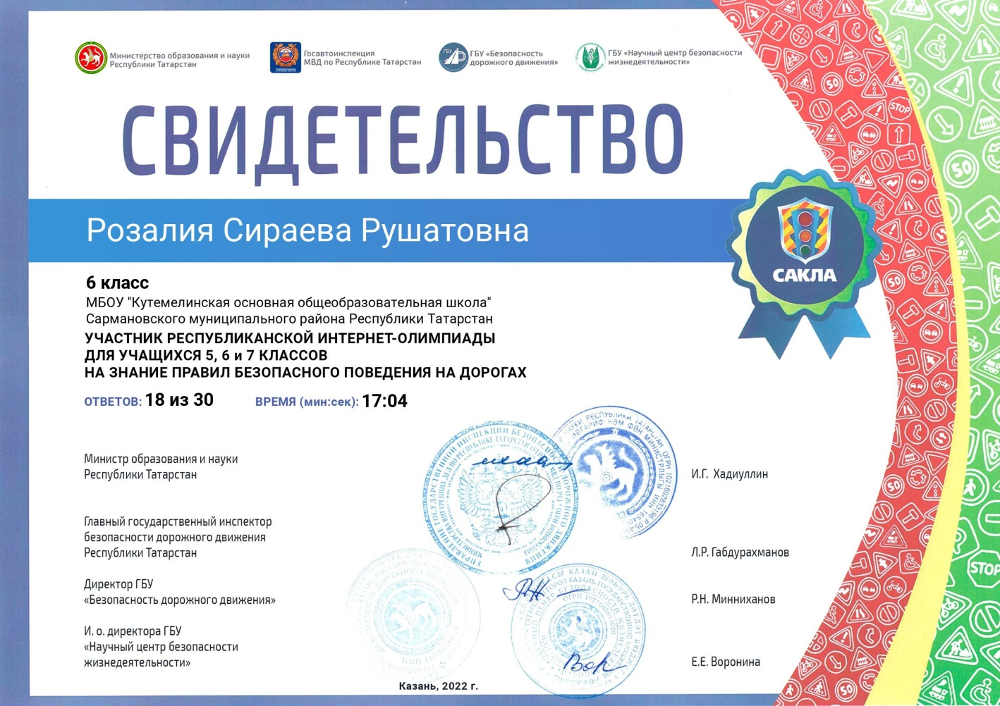 Министерство образования и науки
Республики Татарстан
Госавтоинспекция
МВД по Республике Татарстан
ГБУ «Безопасность
дорожного движения»
ГБУ «Научный центр безопасности
жизнедеятельности»
СВИДЕТЕЛЬСТВО
Розалия Сираева Рушатовна
САКЛА
6 класс
МБОУ "Кутемелинская основная общеобразовательная школа"
Сармановского муниципального района Республики Татарстан
УЧАСТНИК РЕСПУБЛИКАНСКОЙ ИНТЕРНЕТ-ОЛИМПИАДЫ
ДЛЯ УЧАЩИХСЯ 5, 6 и 7 КЛАССОВ
НА ЗНАНИЕ ПРАВИЛ БЕЗОПАСНОГО ПОВЕДЕНИЯ НА ДОРОГАХ
ОТВЕТОВ: 18 из 30 ВРЕМЯ (мин:сек): 17:04
Министр образования и науки
Республики Татарстан
И.Г. Хадиуллин
Главный государственный инспектор
безопасности дорожного движения
Республики Татарстан
Л.Р. Габдурахманов
Директор ГБУ
«Безопасность дорожного движения»
Р.Н. Минниханов
И. о. директора ГБУ
«Научный центр безопасности
жизнедеятельности»
Е.Е. Воронина
Казань, 2022 г.